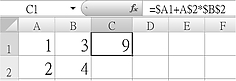 C1 fx =$A1+A$2*$B$2
A B C D E F
1 1 3 9
2 2 4